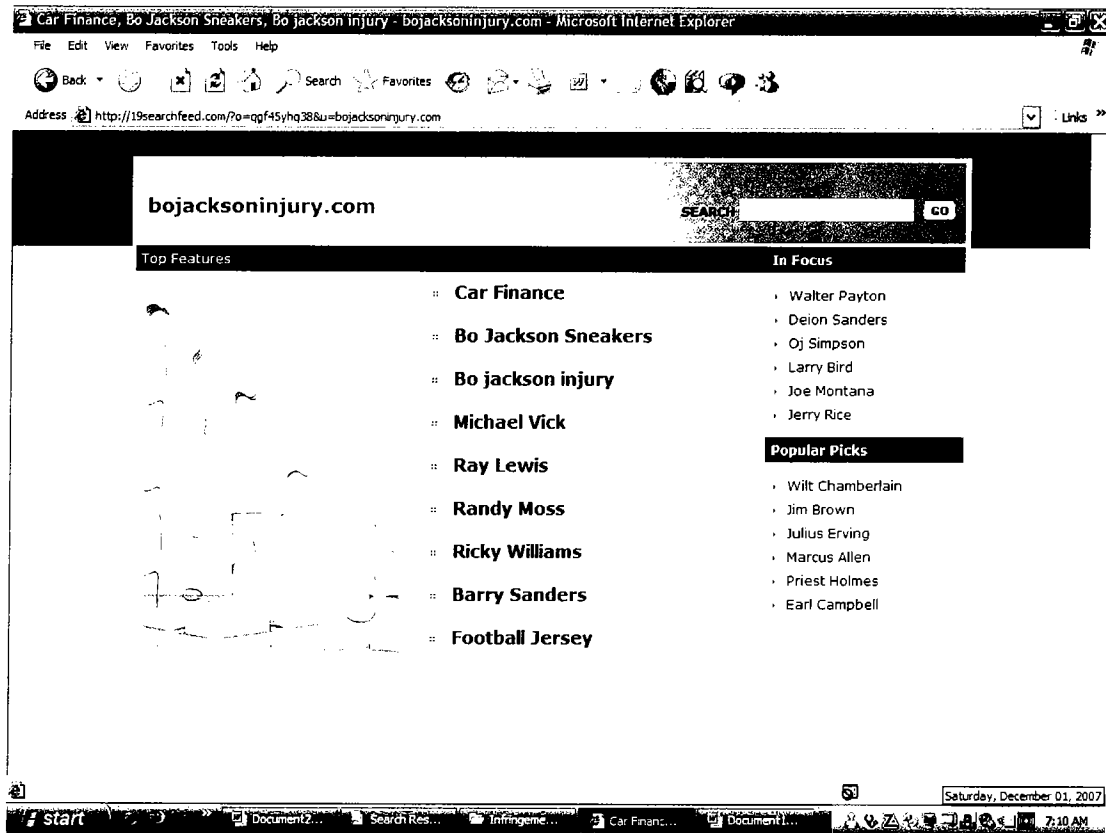 Car Finance, Bo Jackson Sneakers, Bo jackson injury - bojacksoninjury.com - Microsoft Internet Explorer
File Edit View Favorites Tools Help
Back Search Favorites
Address http://19searchfeed.com/?o=qgf45yhq38&u=bojacksoninjury.com Links »
bojacksoninjury.com
SEARCH GO
Top Features
Car Finance
Bo Jackson Sneakers
Bo jackson injury
Michael Vick
Ray Lewis
Randy Moss
Ricky Williams
Barry Sanders
Football Jersey
In Focus
Walter Payton
Deion Sanders
Oj Simpson
Larry Bird
Joe Montana
Jerry Rice
Popular Picks
Wilt Chamberlain
Jim Brown
Julius Erving
Marcus Allen
Priest Holmes
Earl Campbell
Saturday, December 01, 2007
start » Document2... Search Res... Infringeme... Car Financ... Document1... 7:10 AM